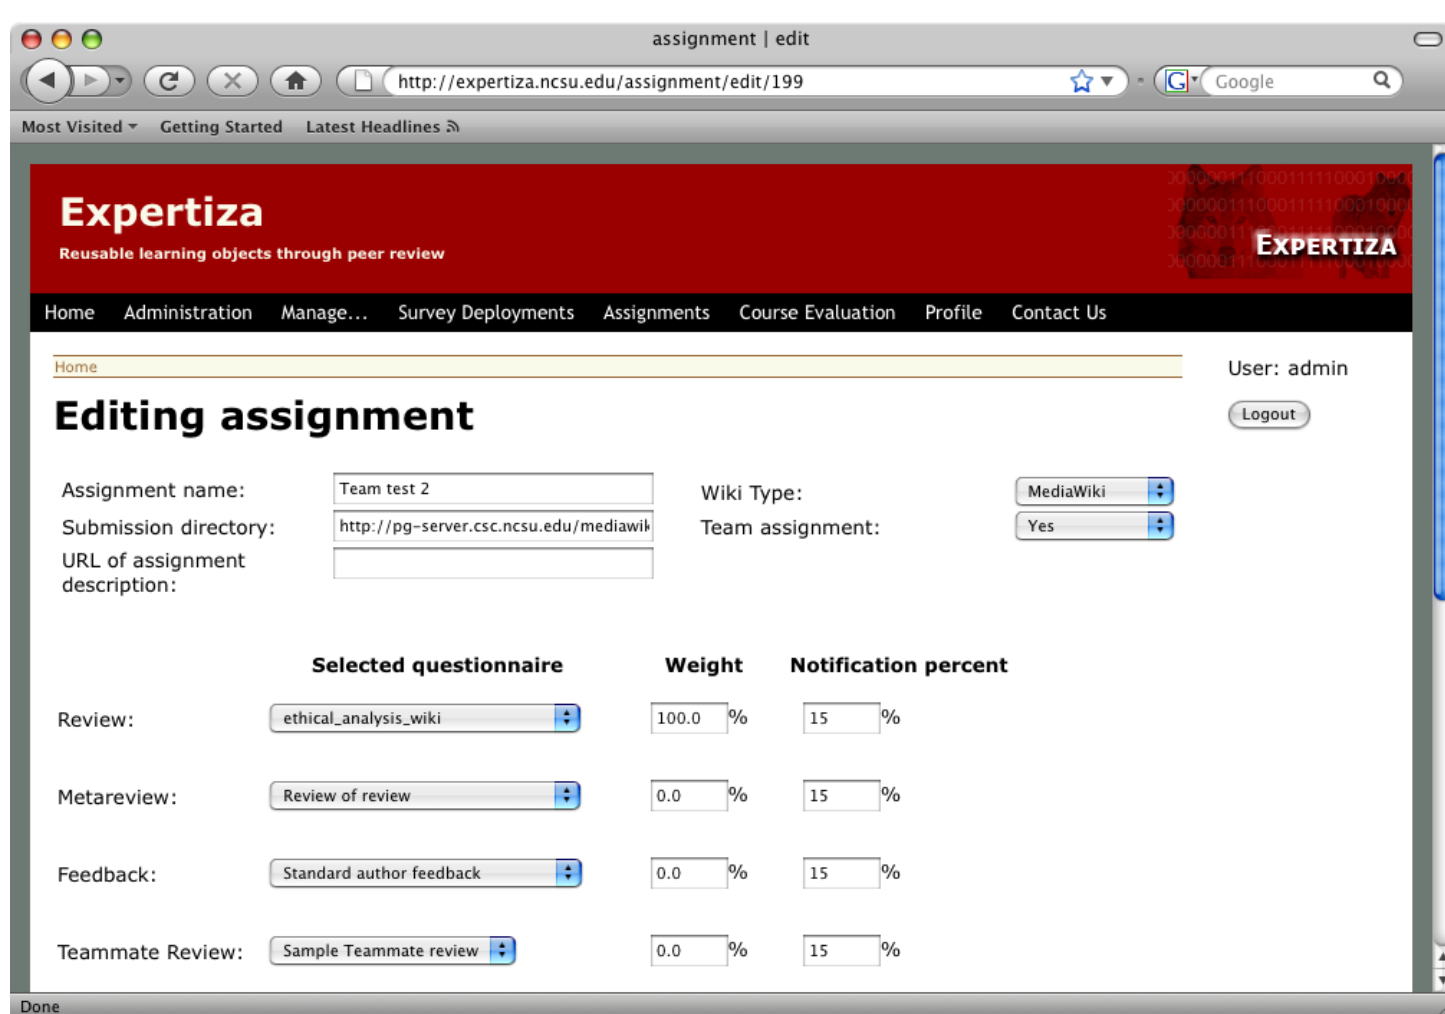 assignment | edit
http://expertiza.ncsu.edu/assignment/edit/199
G
Google
Most Visited Getting Started Latest Headlines
Expertiza
Reusable learning objects through peer review
EXPERTIZA
Home Administration Manage... Survey Deployments Assignments Course Evaluation Profile Contact Us
Home
User: admin
Editing assignment
Logout
Assignment name: Team test 2 Wiki Type: MediaWiki
Submission directory: http://pg-server.csc.ncsu.edu/mediawik Team assignment: Yes
URL of assignment
description:
Selected questionnaire Weight Notification percent
Review: ethical_analysis_wiki 100.0 % 15 %
Metareview: Review of review 0.0 % 15 %
Feedback: Standard author feedback 0.0 % 15 %
Teammate Review: Sample Teammate review 0.0 % 15 %
Done